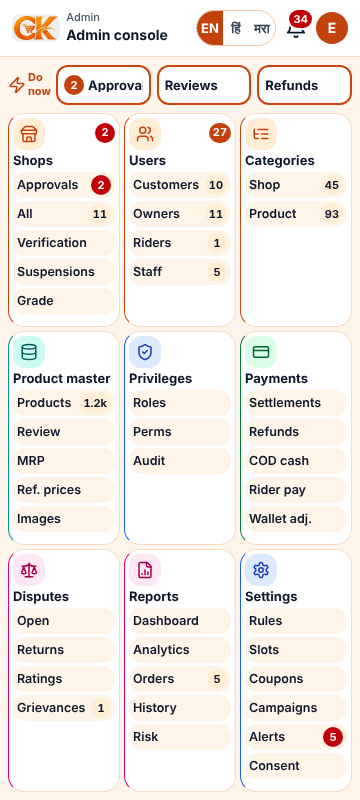 GK
Admin
Admin console
EN हिं मरा
34
E
Do now
2 Approva
Reviews
Refunds
2
Shops
Approvals 2
All 11
Verification
Suspensions
Grade
27
Users
Customers 10
Owners 11
Riders 1
Staff 5
Categories
Shop 45
Product 93
Product master
Products 1.2k
Review
MRP
Ref. prices
Images
Privileges
Roles
Perms
Audit
Payments
Settlements
Refunds
COD cash
Rider pay
Wallet adj.
Disputes
Open
Returns
Ratings
Grievances 1
Reports
Dashboard
Analytics
Orders 5
History
Risk
Settings
Rules
Slots
Coupons
Campaigns
Alerts 5
Consent